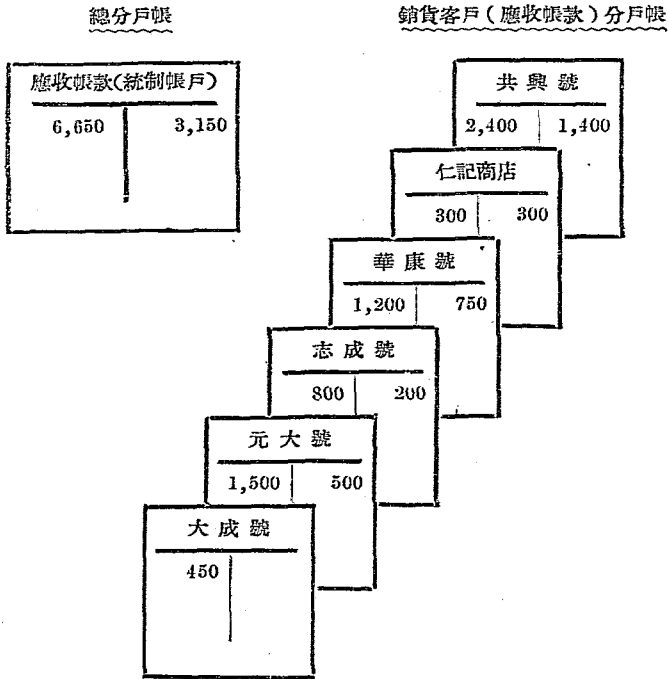 總分戶帳
銷貨客戶(應收帳款)分戶帳
應收帳款(統制帳戶)
6,650 3,150
共興號
2,400 1,400
仁記商店
300 300
華康號
1,200 750
志成號
800 200
元大號
1,500 500
大成號
450